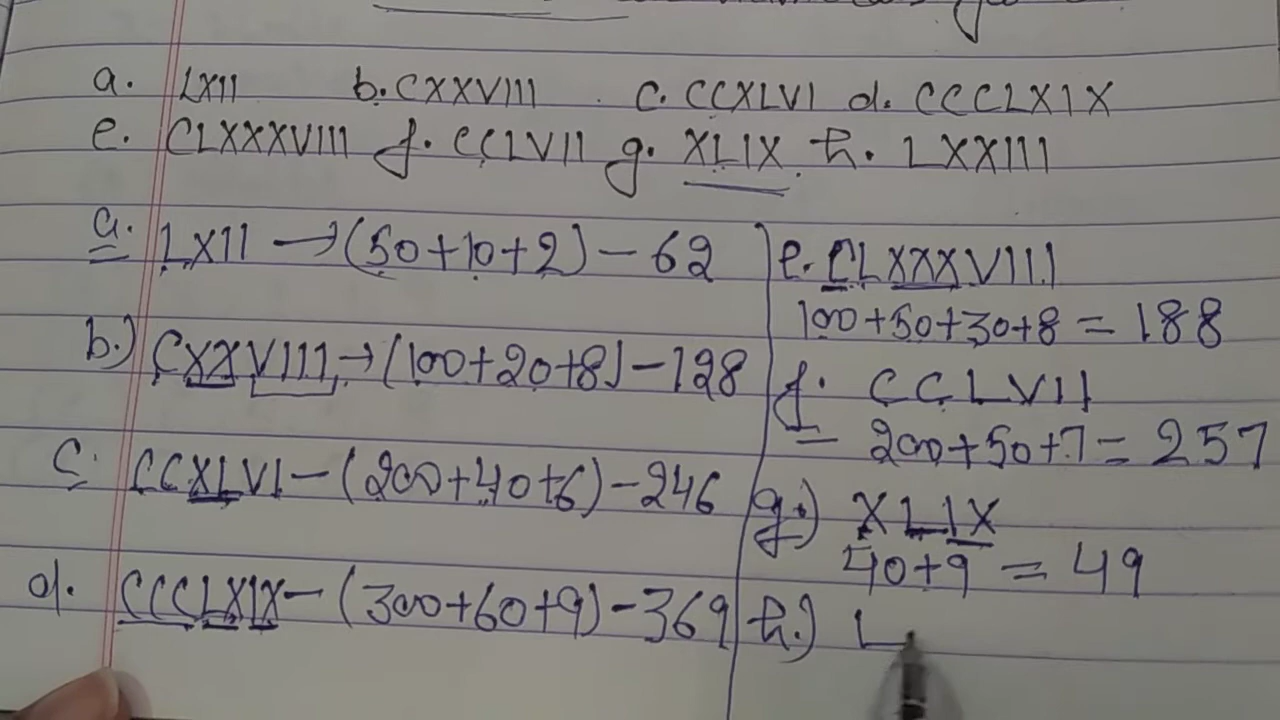 a. LXII b. CXXVIII c. CCXLVI d. CCCLXIX
e. CLXXXVIII f. CCLVII g. XLIX h. LXXIII
a. LXII → (50+10+2) - 62
b.) CXXVIII → (100+20+8) - 128
c. CCXLVI - (200+40+6) - 246
d. CCCLXIX - (300+60+9) - 369
e. CLXXXVIII
100+50+30+8 = 188
f. CCLVII
= 200+50+7 = 257
g.) XLIX
40+9 = 49
h.) L